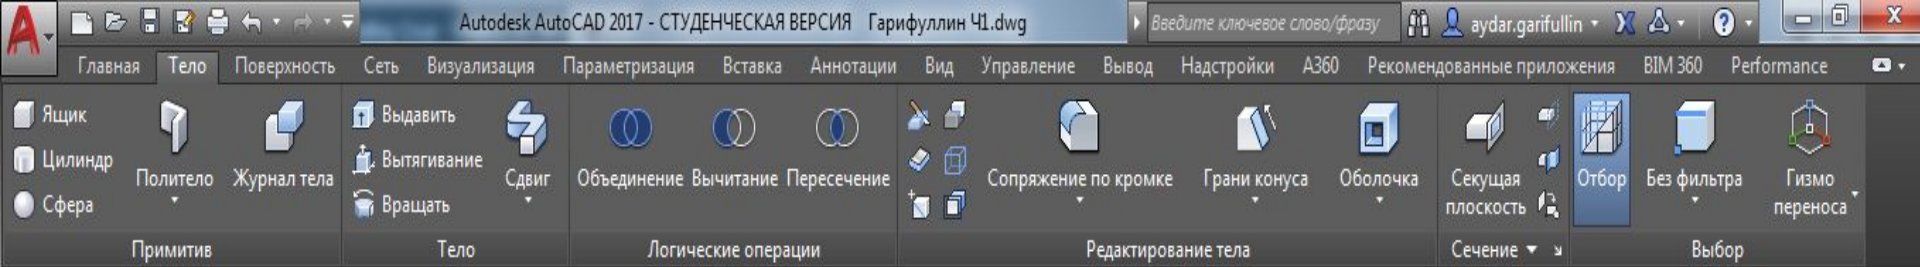 Autodesk AutoCAD 2017 - СТУДЕНЧЕСКАЯ ВЕРСИЯ Гарифуллин Ч1.dwg
Введите ключевое слово/фразу
aydar.garifullin
Главная Тело Поверхность Сеть Визуализация Параметризация Вставка Аннотации Вид Управление Вывод Надстройки A360 Рекомендованные приложения BIM 360 Performance
Ящик
Цилиндр
Сфера
Политело
Журнал тела
Выдавить
Вытягивание
Вращать
Сдвиг
Объединение
Вычитание
Пересечение
Сопряжение по кромке
Грани конуса
Оболочка
Секущая
плоскость
Отбор
Без фильтра
Гизмо
переноса
Примитив
Тело
Логические операции
Редактирование тела
Сечение
Выбор